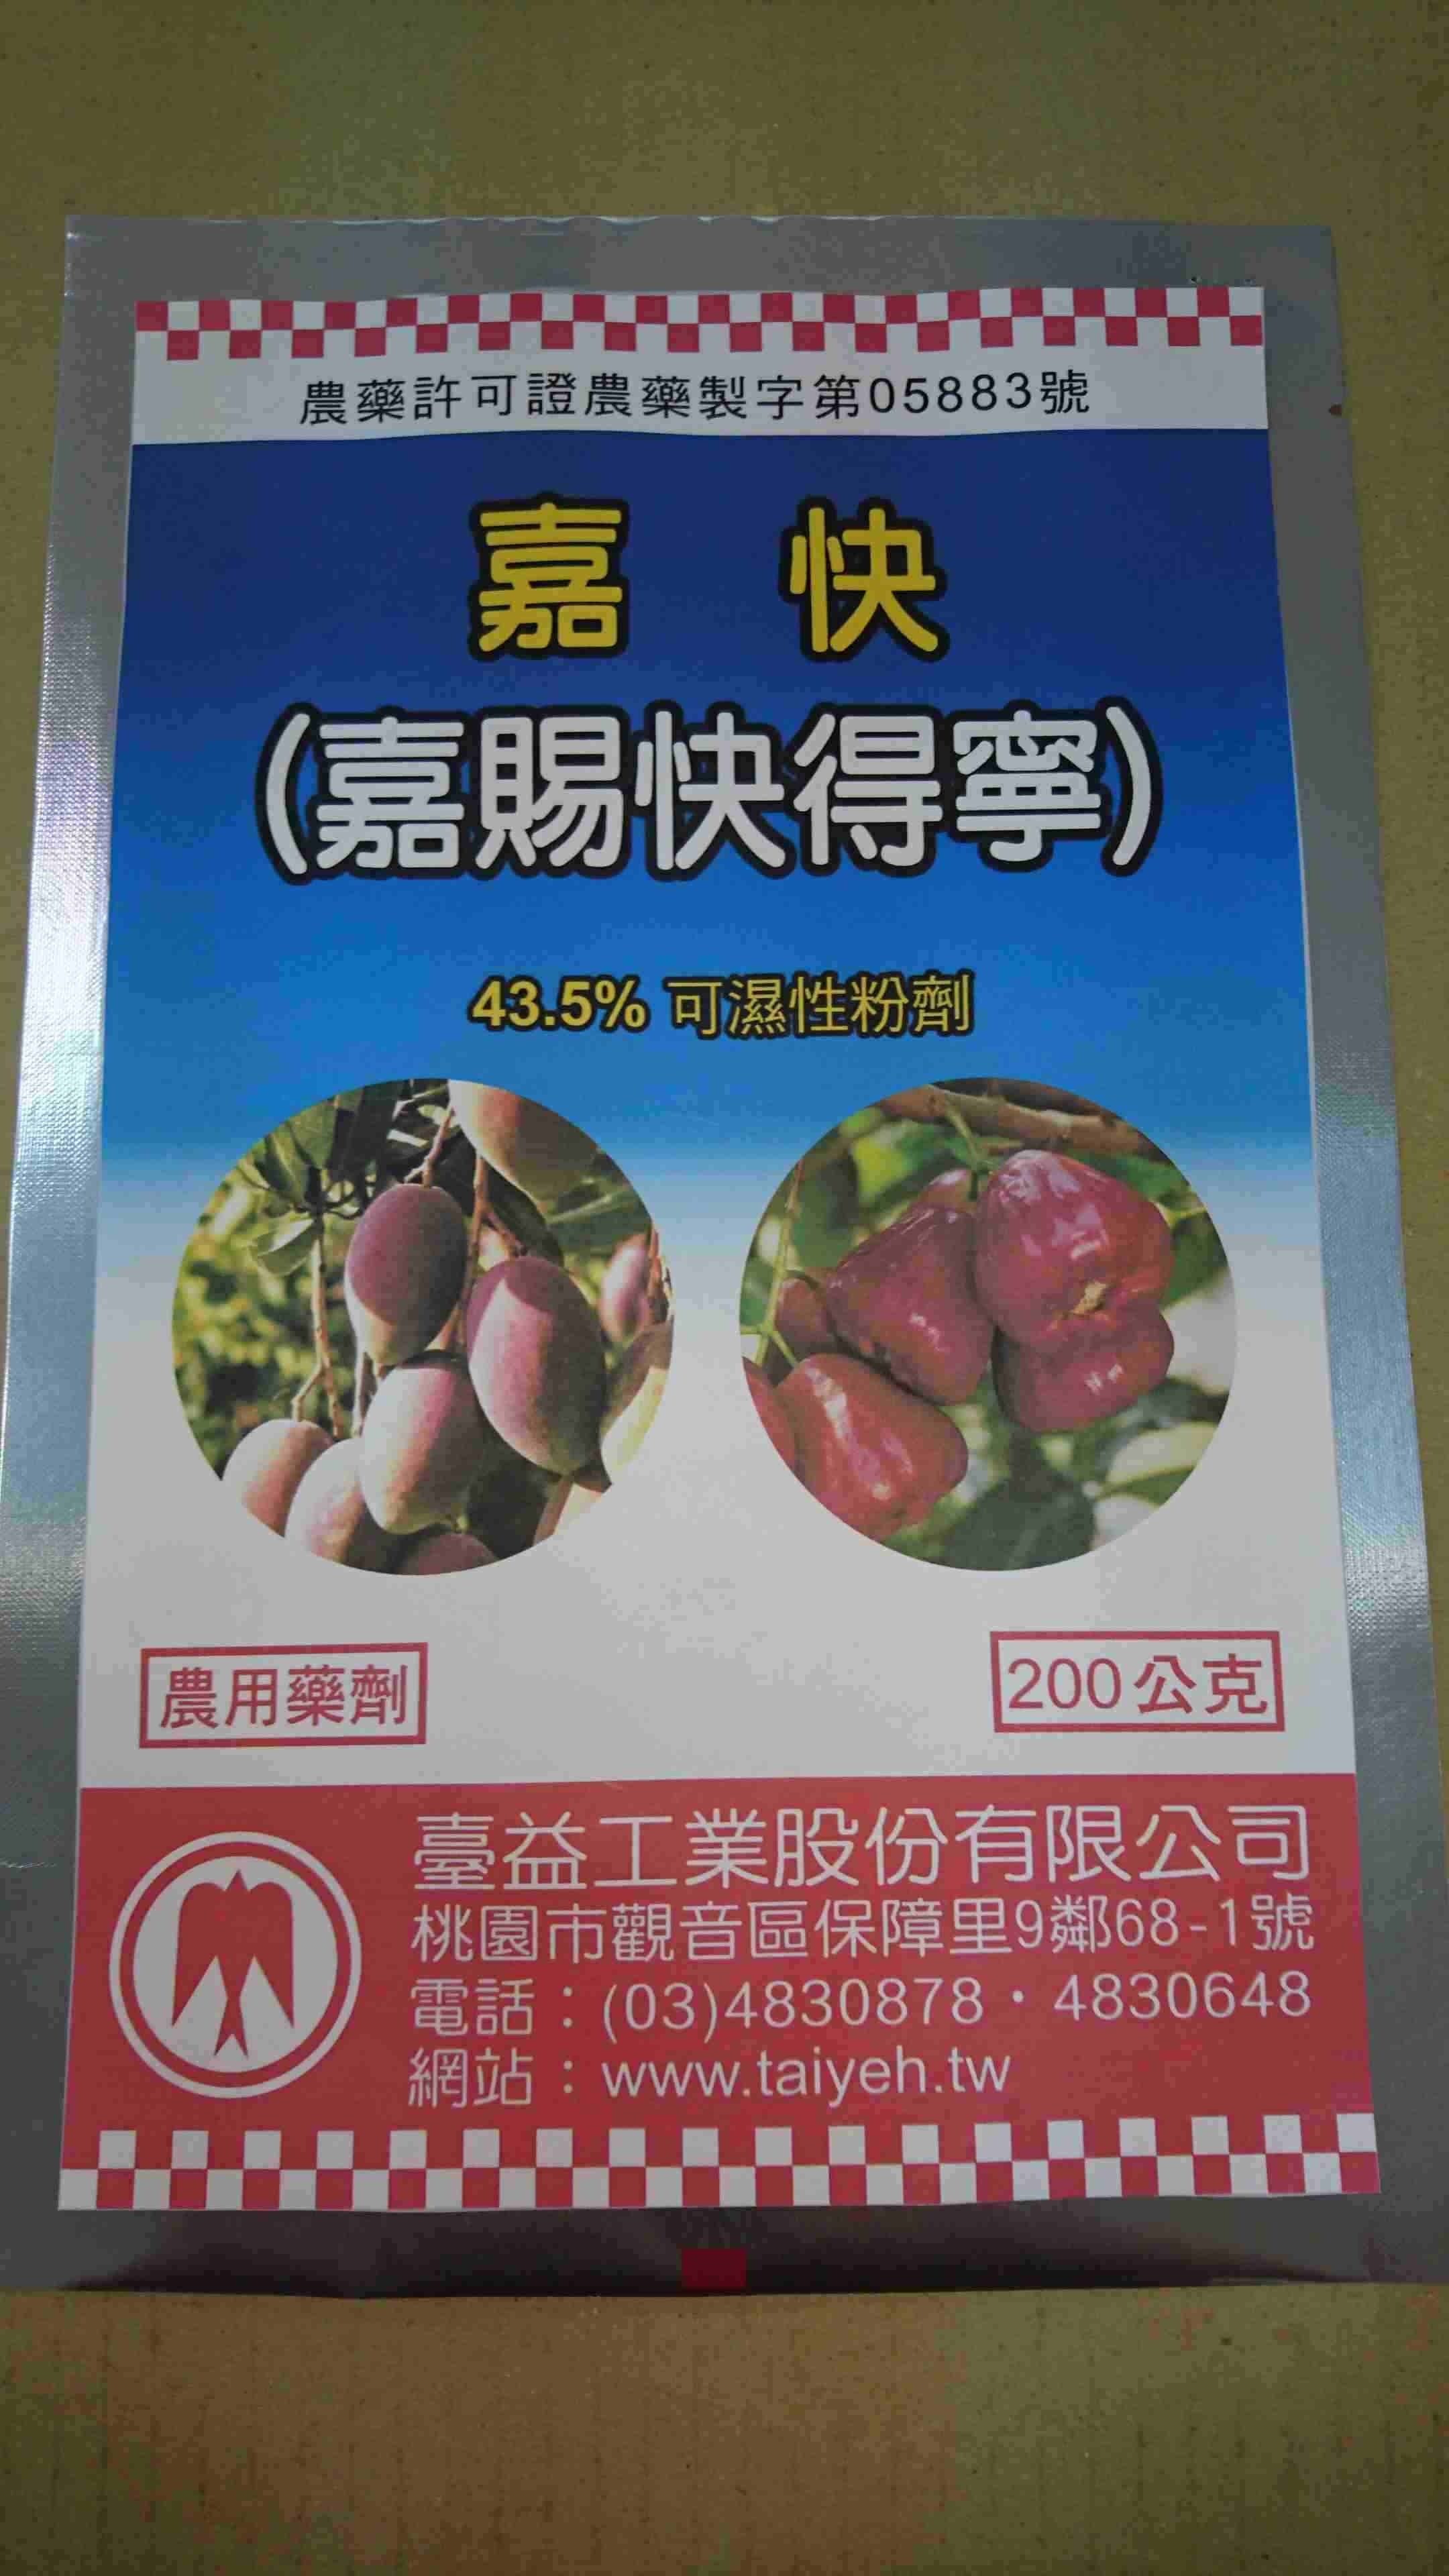 農藥許可證農藥製字第05883號
嘉 快
(嘉賜快得寧)
43.5% 可濕性粉劑
農用藥劑
200公克
臺益工業股份有限公司
桃園市觀音區保障里9鄰68-1號
電話：(03)4830878・4830648
網站：www.taiyeh.tw